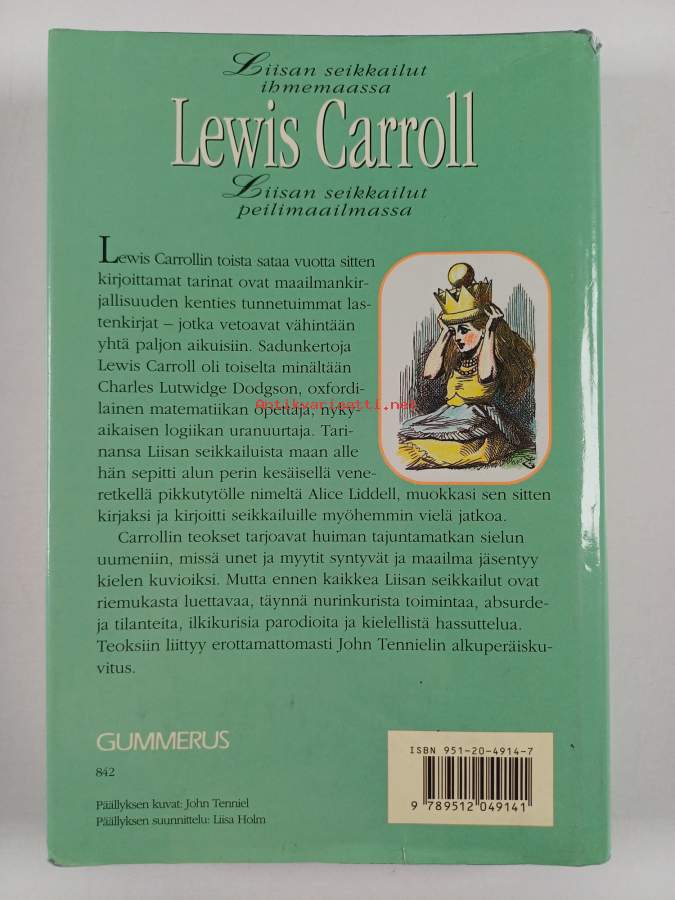 Liisan seikkailut
ihmemaassa
Lewis Carroll
Liisan seikkailut
peilimaailmassa
Lewis Carrollin toista sataa vuotta sitten
kirjoittamat tarinat ovat maailmankir-
jallisuuden kenties tunnetuimmat las-
tenkirjat – jotka vetoavat vähintään
yhtä paljon aikuisiin. Sadunkertoja
Lewis Carroll oli toiselta minältään
Charles Lutwidge Dodgson, oxfordi-
lainen matematiikan opettaja, nyky-
Antikvariaatti.net
aikaisen logiikan uranuurtaja. Tari-
nansa Liisan seikkailuista maan alle
hän sepitti alun perin kesäisellä vene-
retkellä pikkutytölle nimeltä Alice Liddell, muokkasi sen sitten
kirjaksi ja kirjoitti seikkailuille myöhemmin vielä jatkoa.
Carrollin teokset tarjoavat huiman tajuntamatkan sielun
uumeniin, missä unet ja myytit syntyvät ja maailma jäsentyy
kielen kuvioiksi. Mutta ennen kaikkea Liisan seikkailut ovat
riemukasta luettavaa, täynnä nurinkurista toimintaa, absurde-
ja tilanteita, ilkikurisia parodioita ja kielellistä hassuttelua.
Teoksiin liittyy erottamattomasti John Tennielin alkuperäisku-
vitus.
GUMMERUS
842
Päällyksen kuvat: John Tenniel
Päällyksen suunnittelu: Liisa Holm
ISBN 951-20-4914-7
9 789512 049141